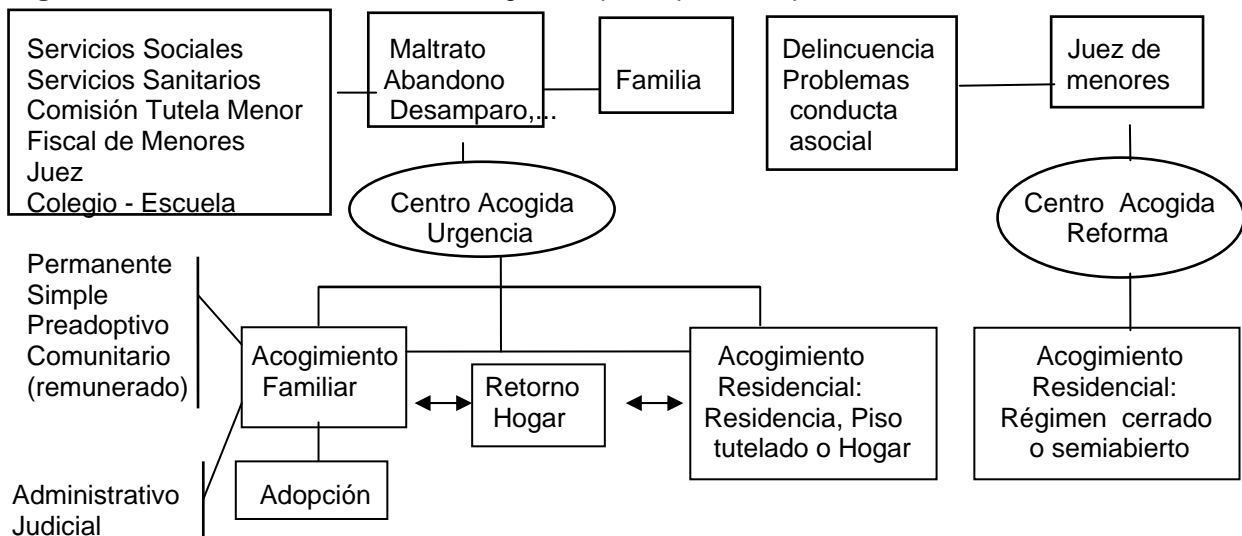 Servicios Sociales
Servicios Sanitarios
Comisión Tutela Menor
Fiscal de Menores
Juez
Colegio - Escuela
Maltrato
Abandono
Desamparo,...
Familia
Delincuencia
Problemas
conducta
asocial
Juez de
menores
Centro Acogida
Urgencia
Centro Acogida
Reforma
Permanente
Simple
Preadoptivo
Comunitario
(remunerado)
Acogimiento
Familiar
Retorno
Hogar
Acogimiento
Residencial:
Residencia, Piso
tutelado o Hogar
Acogimiento
Residencial:
Régimen cerrado
o semiabierto
Adopción
Administrativo
Judicial